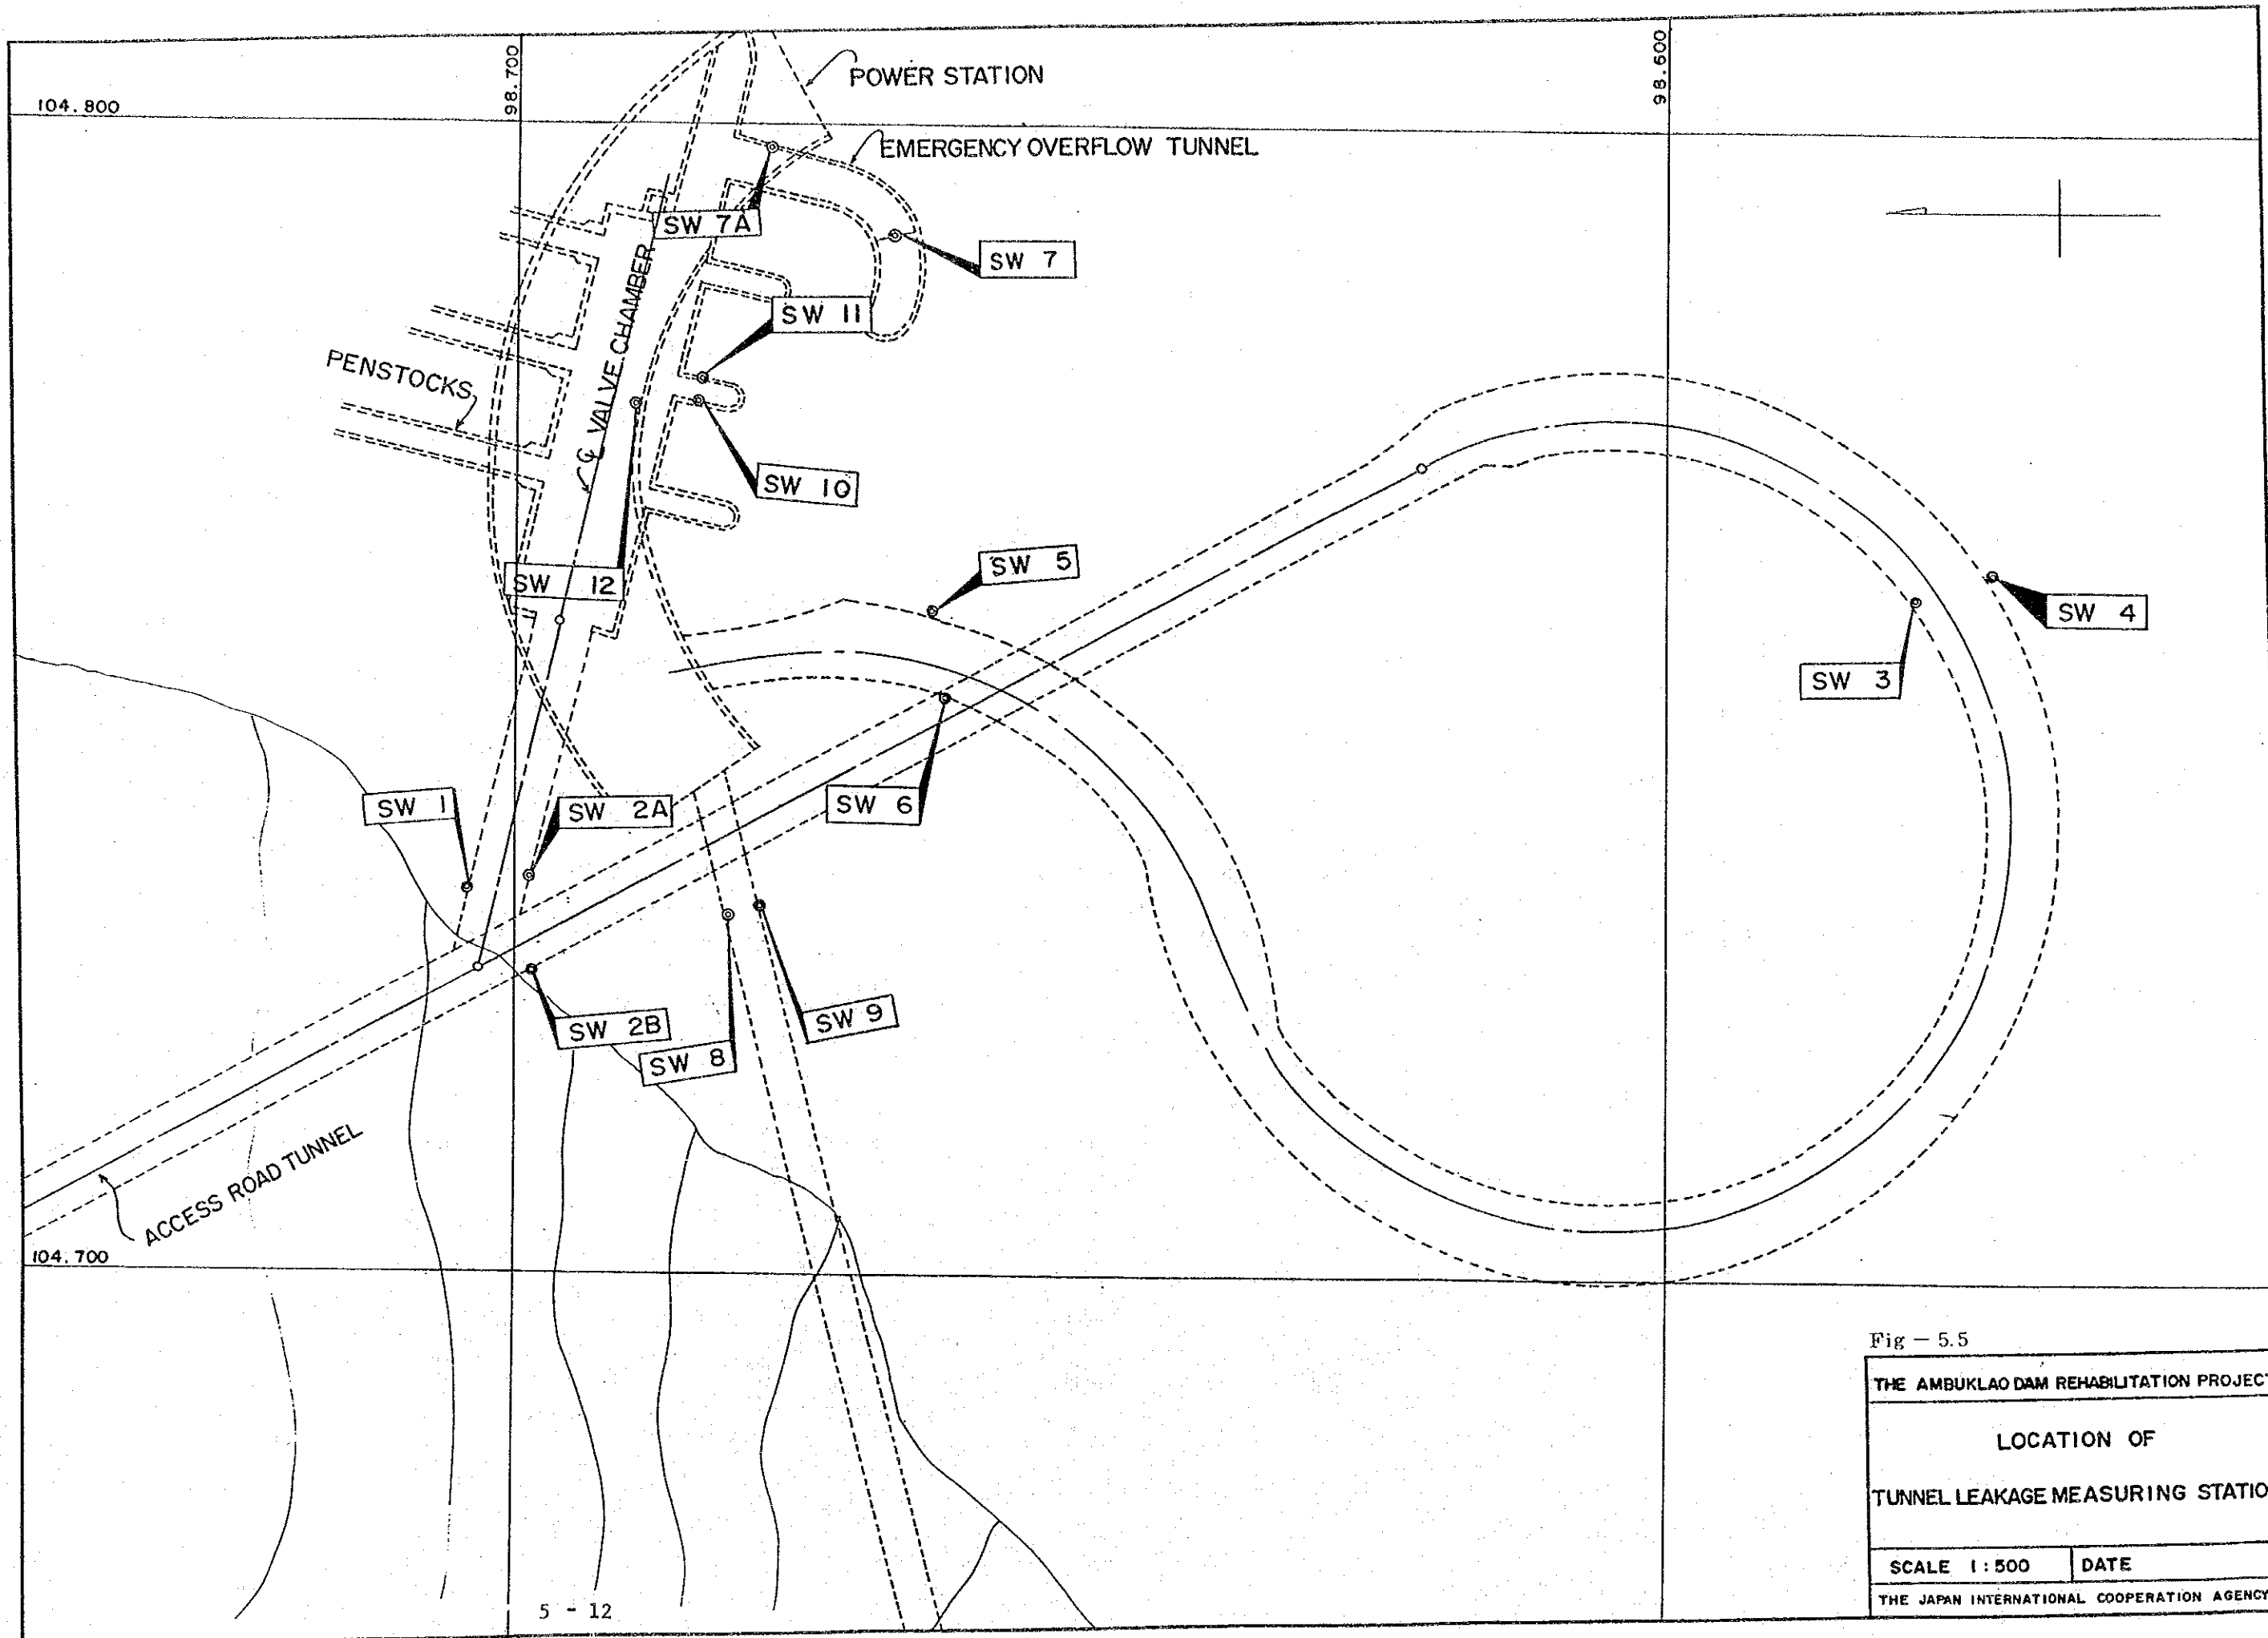 98.700
98.600
POWER STATION
104.800
EMERGENCY OVERFLOW TUNNEL
SW 7A
SW 7
SW 11
℄ VALVE CHAMBER
PENSTOCKS
SW 10
SW 5
SW 12
SW 4
SW 3
SW 1
SW 2A
SW 6
SW 9
SW 2B
SW 8
ACCESS ROAD TUNNEL
104.700
Fig - 5.5
THE AMBUKLAO DAM REHABILITATION PROJECT
LOCATION OF
TUNNEL LEAKAGE MEASURING STATIO
SCALE 1:500
DATE
THE JAPAN INTERNATIONAL COOPERATION AGENCY
5 - 12